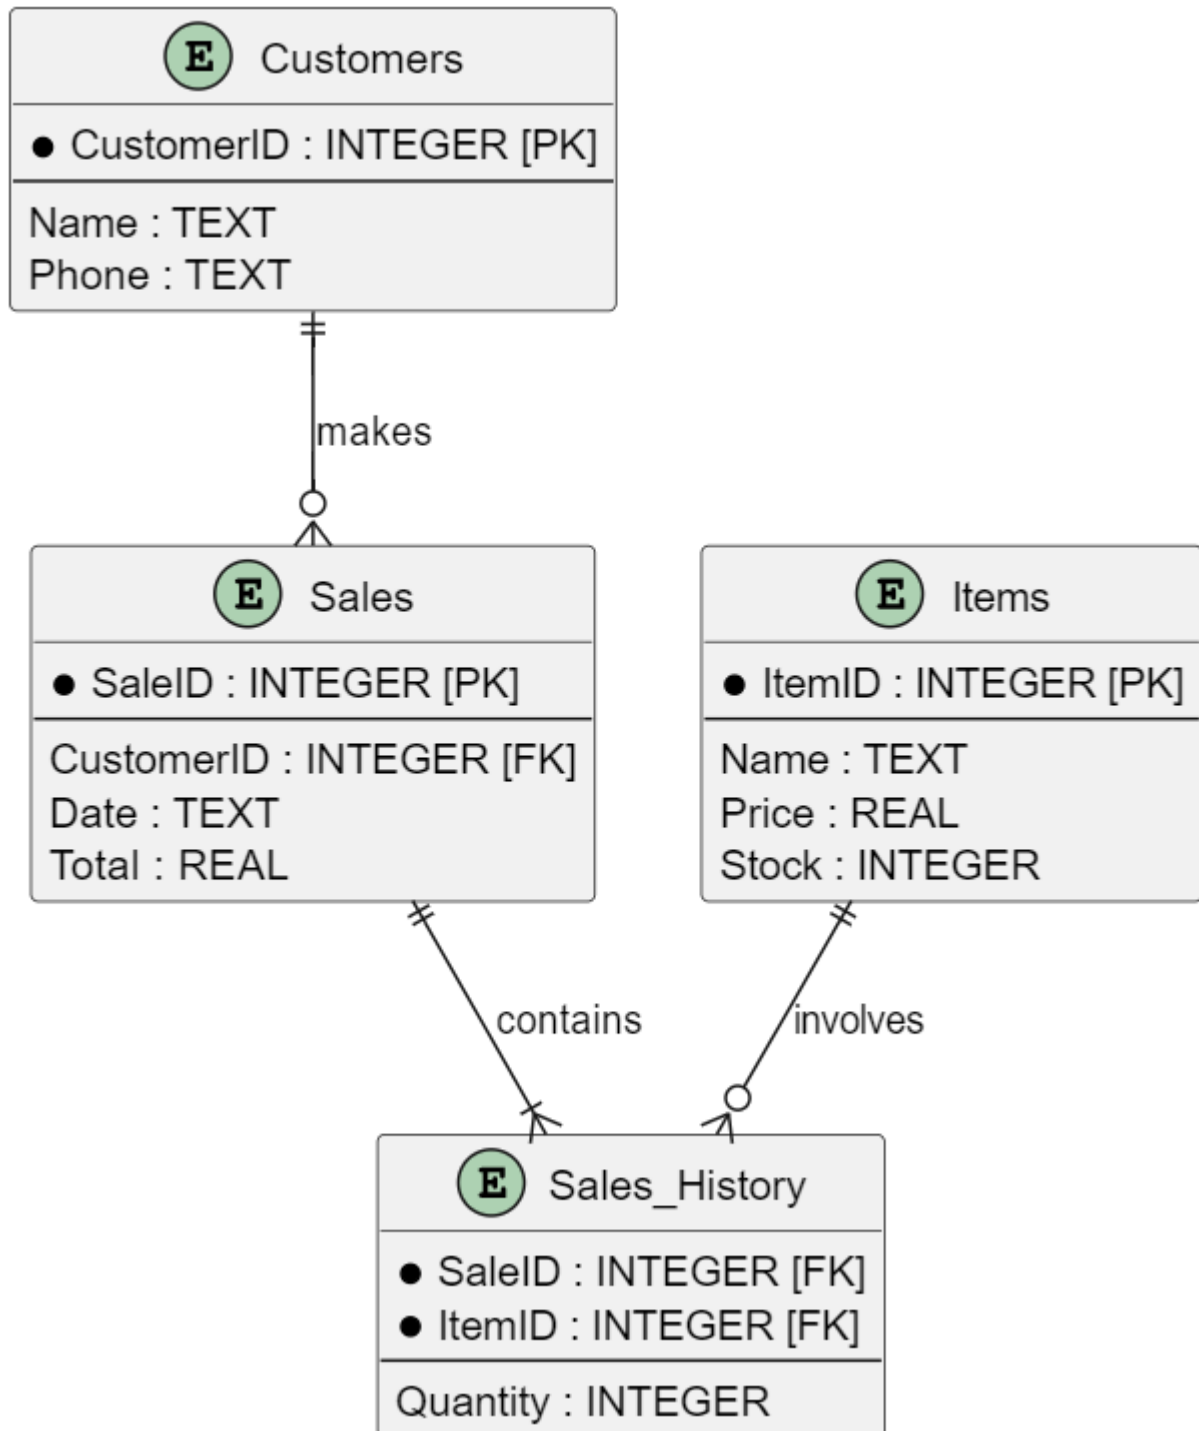 E Customers
● CustomerID : INTEGER [PK]
Name : TEXT
Phone : TEXT
makes
E Sales
● SaleID : INTEGER [PK]
CustomerID : INTEGER [FK]
Date : TEXT
Total : REAL
E Items
● ItemID : INTEGER [PK]
Name : TEXT
Price : REAL
Stock : INTEGER
contains
involves
E Sales_History
● SaleID : INTEGER [FK]
● ItemID : INTEGER [FK]
Quantity : INTEGER